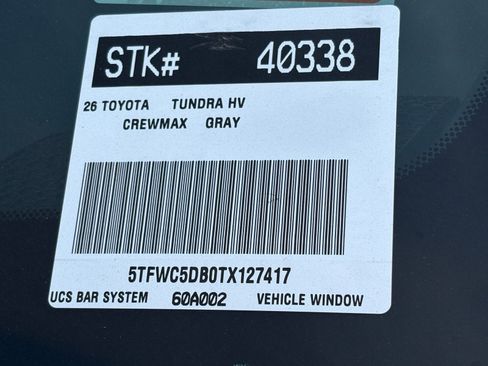 STK# 40338
26 TOYOTA TUNDRA HV
CREWMAX GRAY
5TFWC5DB0TX127417
UCS BAR SYSTEM 60A002 VEHICLE WINDOW